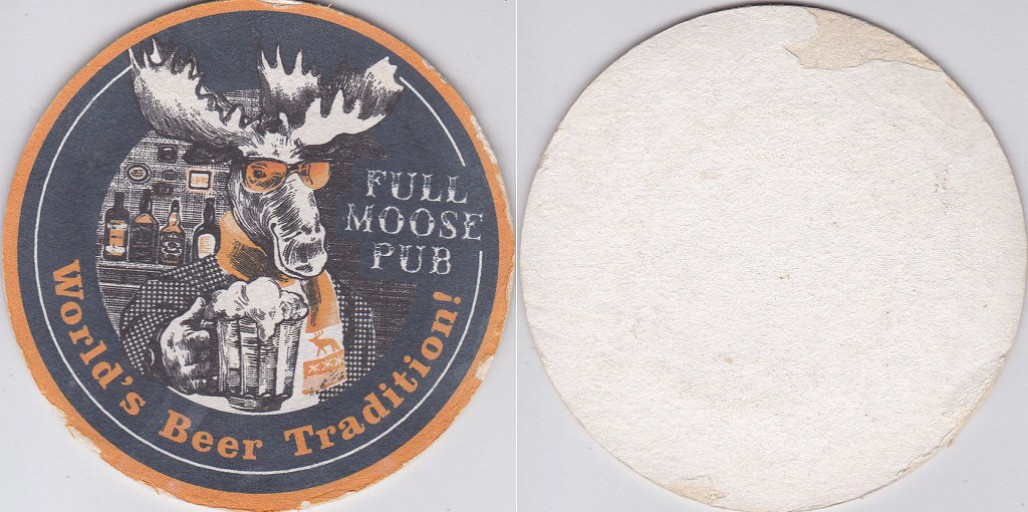 FULL
MOOSE
PUB
World's Beer Tradition!